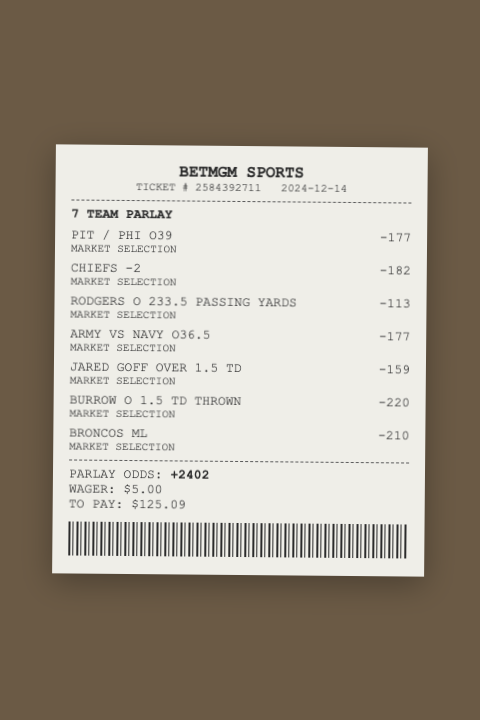 BETMGM SPORTS
TICKET # 2584392711 2024-12-14
7 TEAM PARLAY
PIT / PHI O39 -177
MARKET SELECTION
CHIEFS -2 -182
MARKET SELECTION
RODGERS O 233.5 PASSING YARDS -113
MARKET SELECTION
ARMY VS NAVY O36.5 -177
MARKET SELECTION
JARED GOFF OVER 1.5 TD -159
MARKET SELECTION
BURROW O 1.5 TD THROWN -220
MARKET SELECTION
BRONCOS ML -210
MARKET SELECTION
PARLAY ODDS: +2402
WAGER: $5.00
TO PAY: $125.09